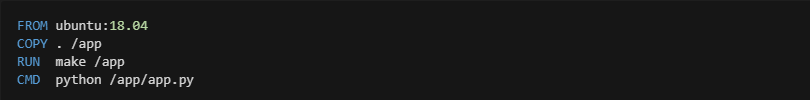 FROM ubuntu:18.04
COPY . /app
RUN  make /app
CMD  python /app/app.py